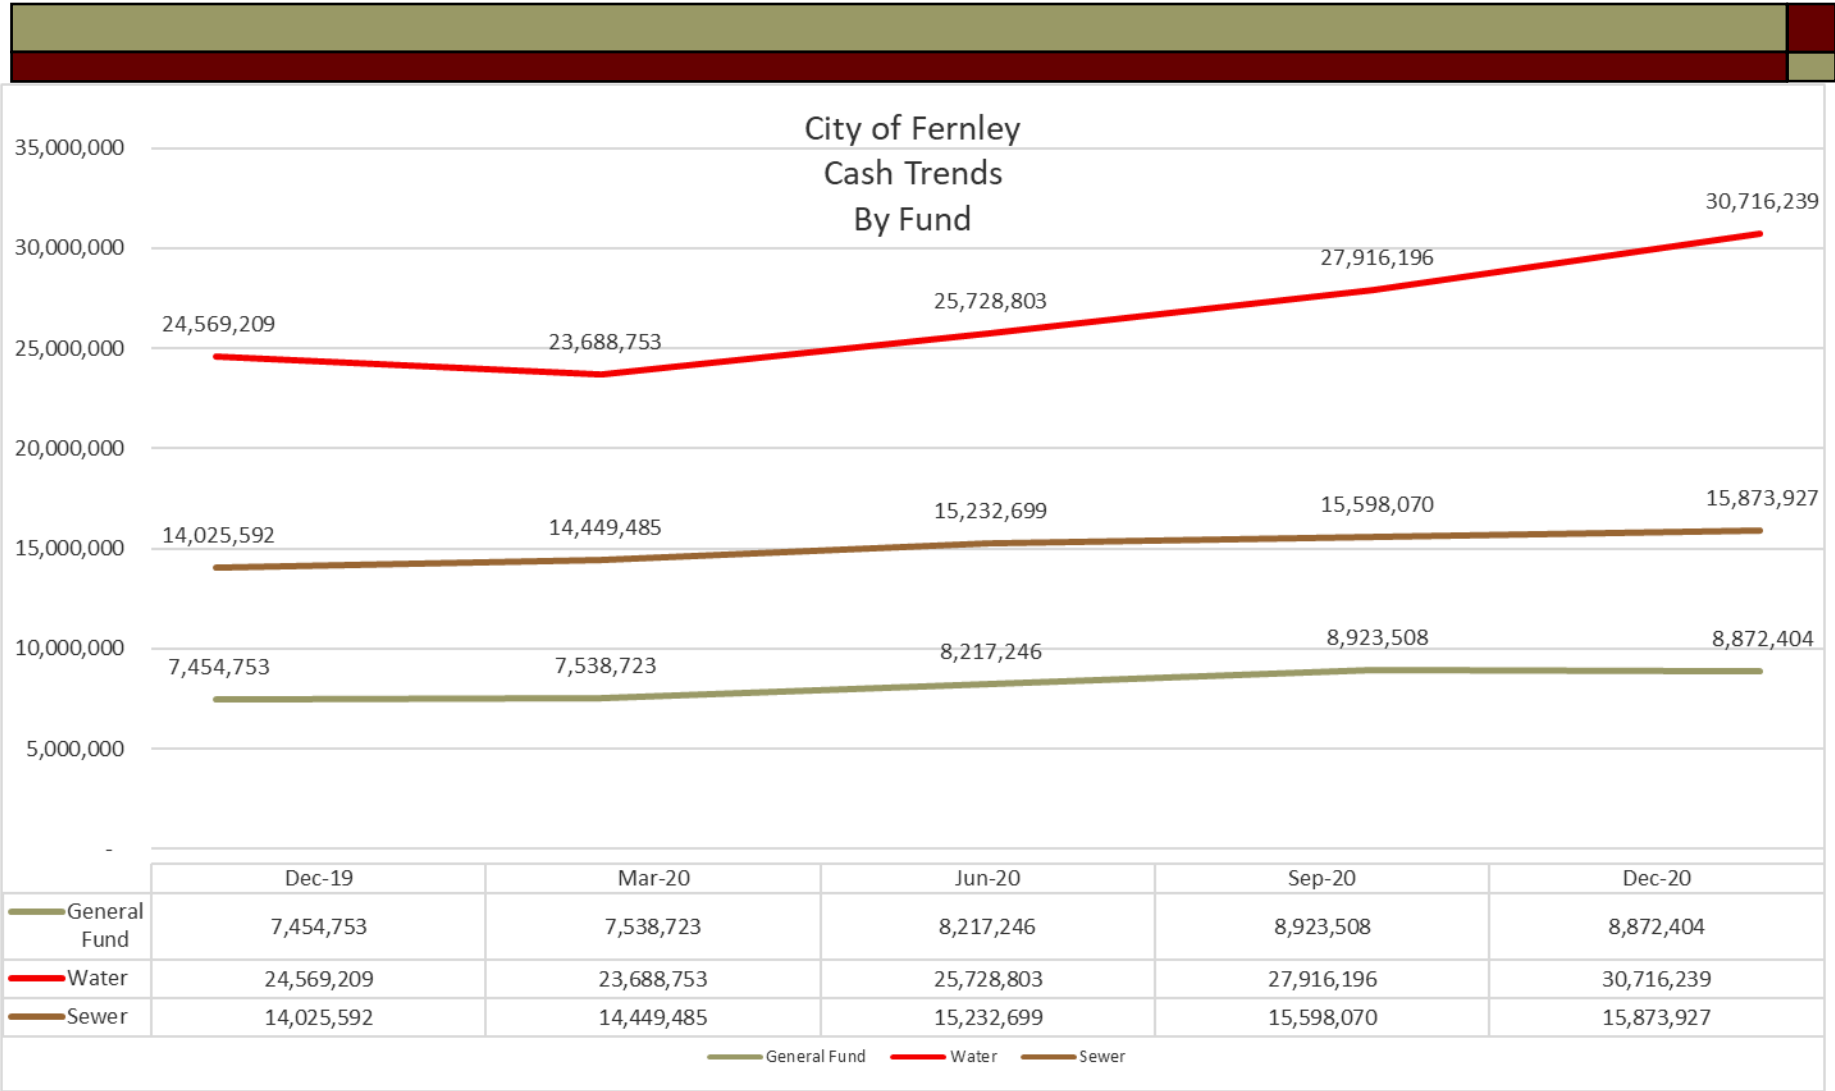 City of Fernley
Cash Trends
By Fund
35,000,000
30,000,000
25,000,000
20,000,000
15,000,000
10,000,000
5,000,000
-
24,569,209
23,688,753
25,728,803
27,916,196
30,716,239
14,025,592
14,449,485
15,232,699
15,598,070
15,873,927
7,454,753
7,538,723
8,217,246
8,923,508
8,872,404
Dec-19 Mar-20 Jun-20 Sep-20 Dec-20
General
Fund 7,454,753 7,538,723 8,217,246 8,923,508 8,872,404
Water 24,569,209 23,688,753 25,728,803 27,916,196 30,716,239
Sewer 14,025,592 14,449,485 15,232,699 15,598,070 15,873,927
General Fund Water Sewer